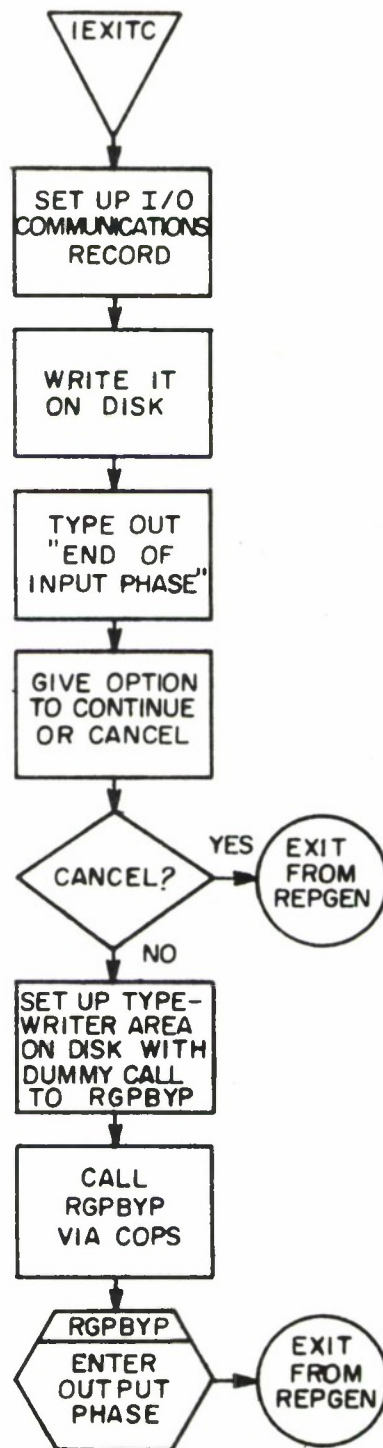 IEXITC
SET UP I/O
COMMUNICATIONS
RECORD
WRITE IT
ON DISK
TYPE OUT
"END OF
INPUT PHASE"
GIVE OPTION
TO CONTINUE
OR CANCEL
CANCEL?
YES
EXIT
FROM
REPGEN
NO
SET UP TYPE-
WRITER AREA
ON DISK WITH
DUMMY CALL
TO RGPBYP
CALL
RGPBYP
VIA COPS
RGPBYP
ENTER
OUTPUT
PHASE
EXIT
FROM
REPGEN